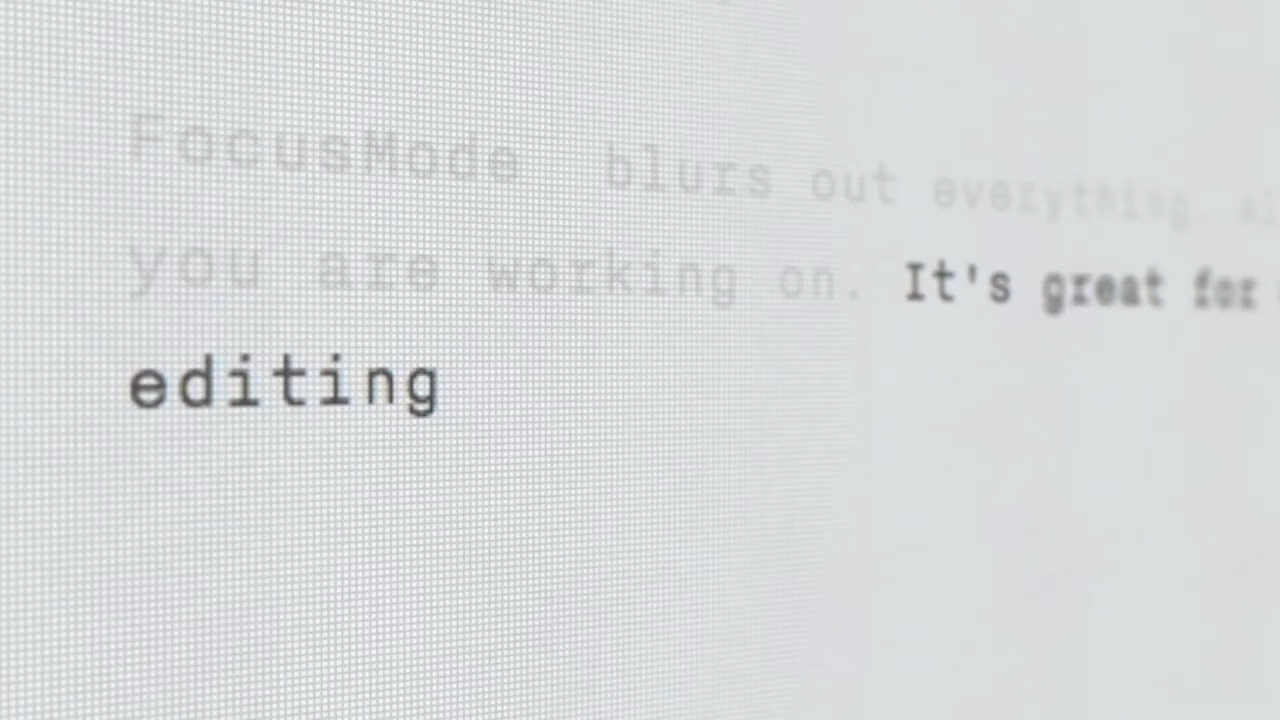 FocusMode blurs out everything.
you are working on. It's great for
editing